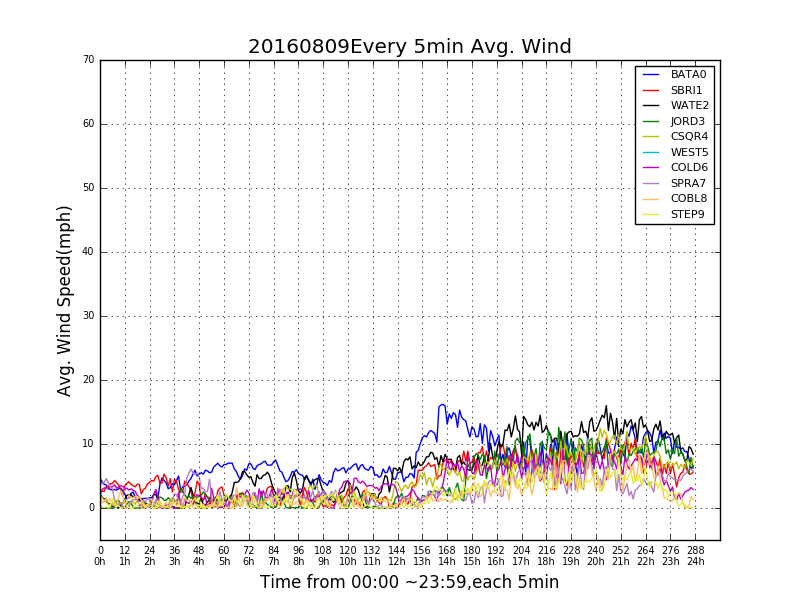 20160809Every 5min Avg. Wind
70
60
50
40
30
20
10
0
Avg. Wind Speed(mph)
BATA0
SBRI1
WATE2
JORD3
CSQR4
WEST5
COLD6
SPRA7
COBL8
STEP9
0 12 24 36 48 60 72 84 96 108 120 132 144 156 168 180 192 204 216 228 240 252 264 276 288
0h 1h 2h 3h 4h 5h 6h 7h 8h 9h 10h 11h 12h 13h 14h 15h 16h 17h 18h 19h 20h 21h 22h 23h 24h
Time from 00:00 ~23:59,each 5min